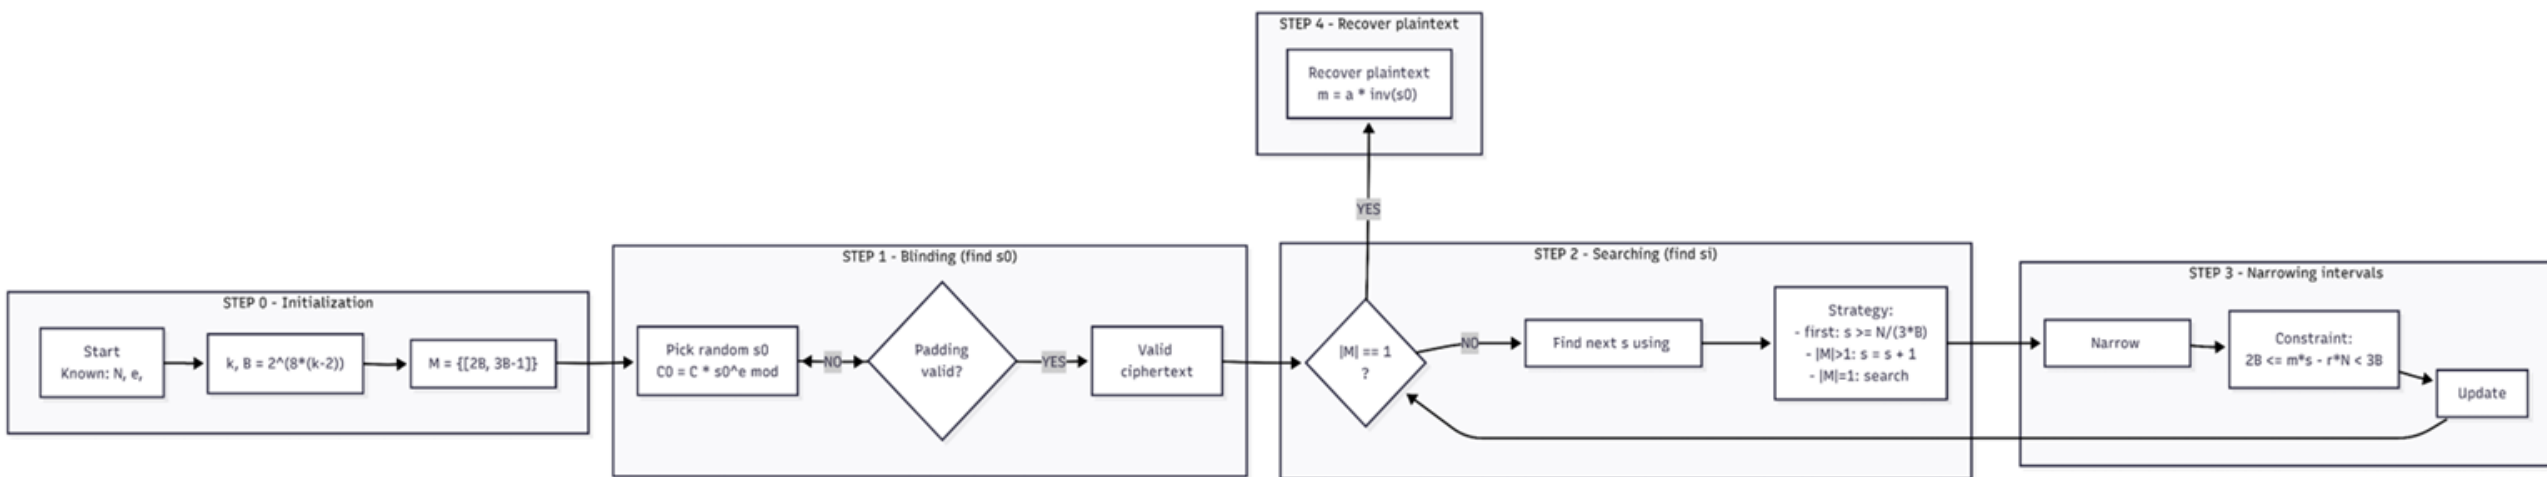 STEP 4 - Recover plaintext
Recover plaintext
m = a * inv(s0)
YES
STEP 0 - Initialization
Start
Known: N, e,
k, B = 2^(8*(k-2))
M = {[2B, 3B-1]}
STEP 1 - Blinding (find s0)
Pick random s0
C0 = C * s0^e mod
NO
Padding
valid?
YES
Valid
ciphertext
STEP 2 - Searching (find si)
|M| == 1
?
NO
Find next s using
Strategy:
- first: s >= N/(3*B)
- |M|>1: s = s + 1
- |M|=1: search
STEP 3 - Narrowing intervals
Narrow
Constraint:
2B <= m*s - r*N < 3B
Update